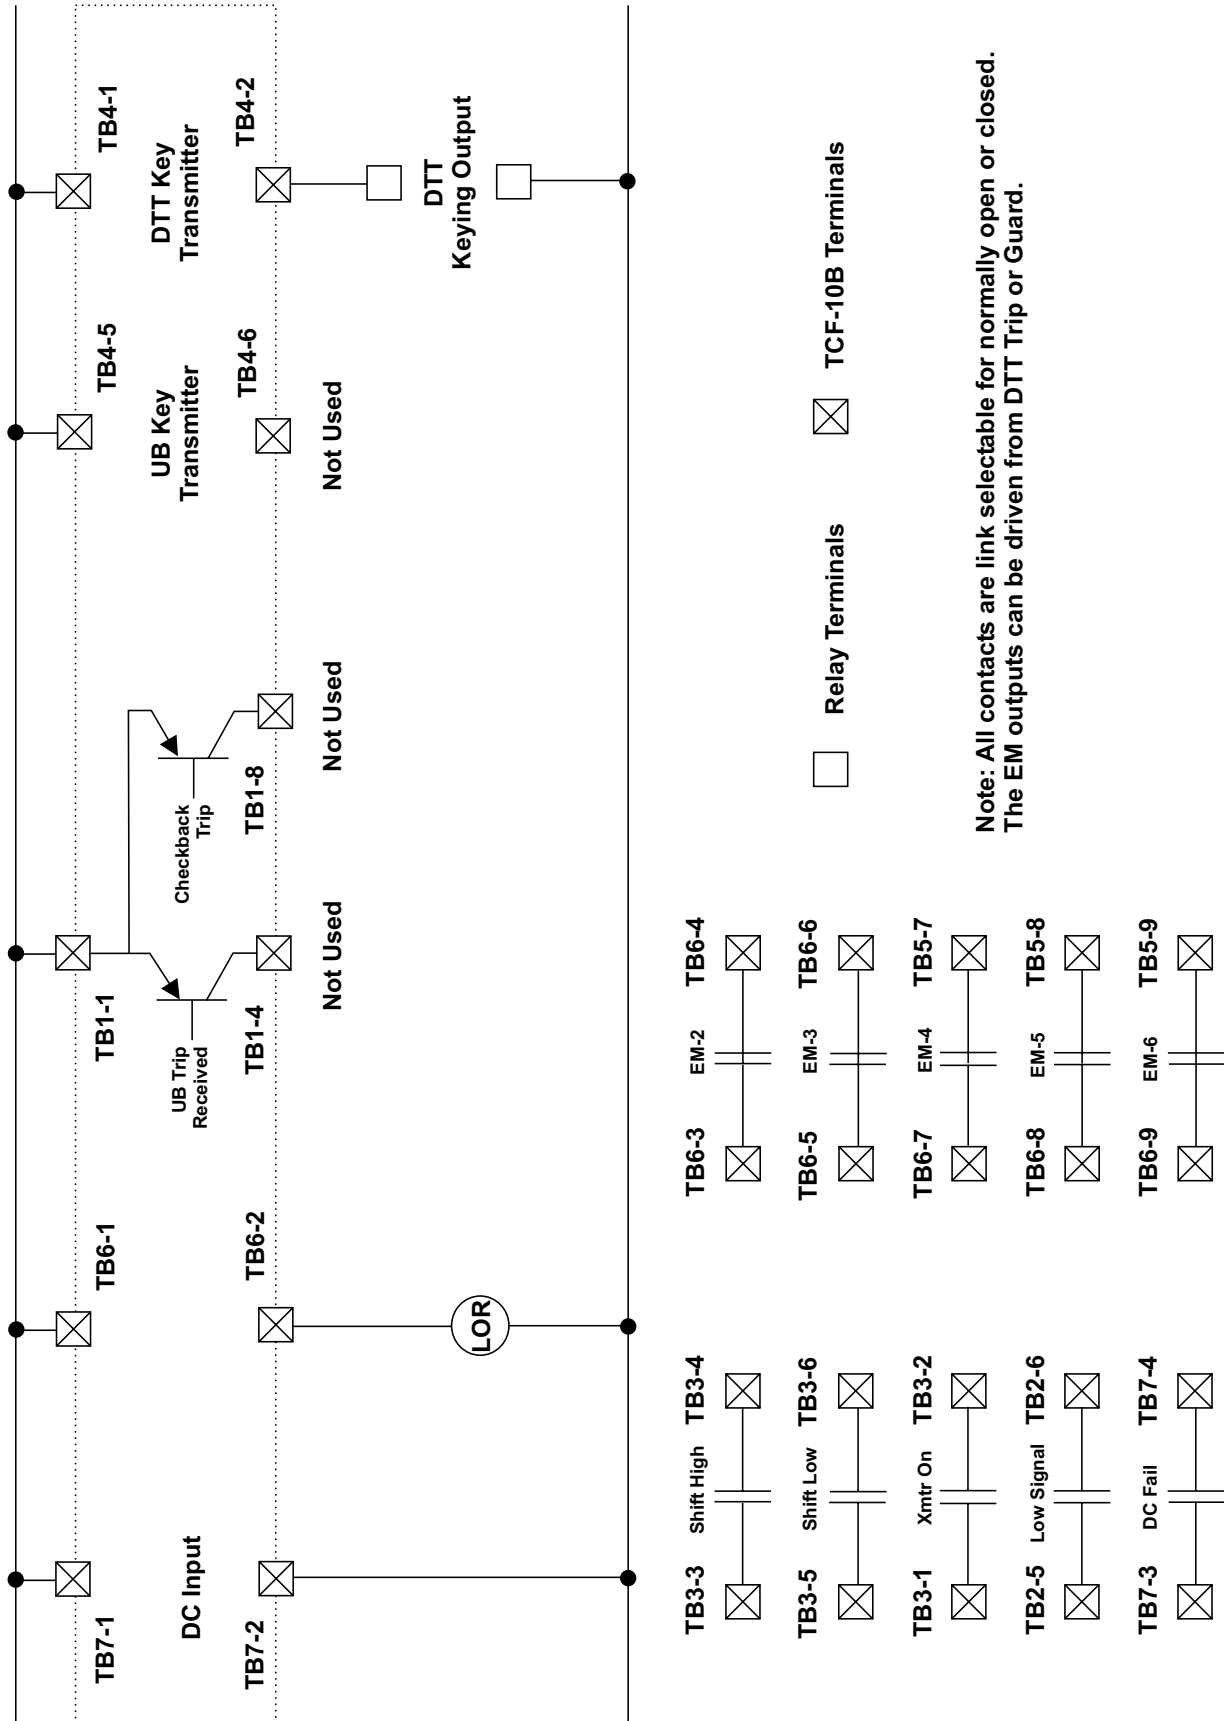 TB7-1
TB6-1
TB1-1
TB4-5
TB4-1
DC Input
UB Trip
Received
Checkback
Trip
UB Key
Transmitter
DTT Key
Transmitter
TB7-2
TB6-2
TB1-4
TB1-8
TB4-6
TB4-2
Not Used
Not Used
Not Used
LOR
DTT
Keying Output
TB3-3
Shift High
TB3-4
TB6-3
EM-2
TB6-4
TB3-5
Shift Low
TB3-6
TB6-5
EM-3
TB6-6
TB3-1
Xmtr On
TB3-2
TB6-7
EM-4
TB5-7
TB2-5
Low Signal
TB2-6
TB6-8
EM-5
TB5-8
TB7-3
DC Fail
TB7-4
TB6-9
EM-6
TB5-9
Relay Terminals
TCF-10B Terminals
Note: All contacts are link selectable for normally open or closed.
The EM outputs can be driven from DTT Trip or Guard.